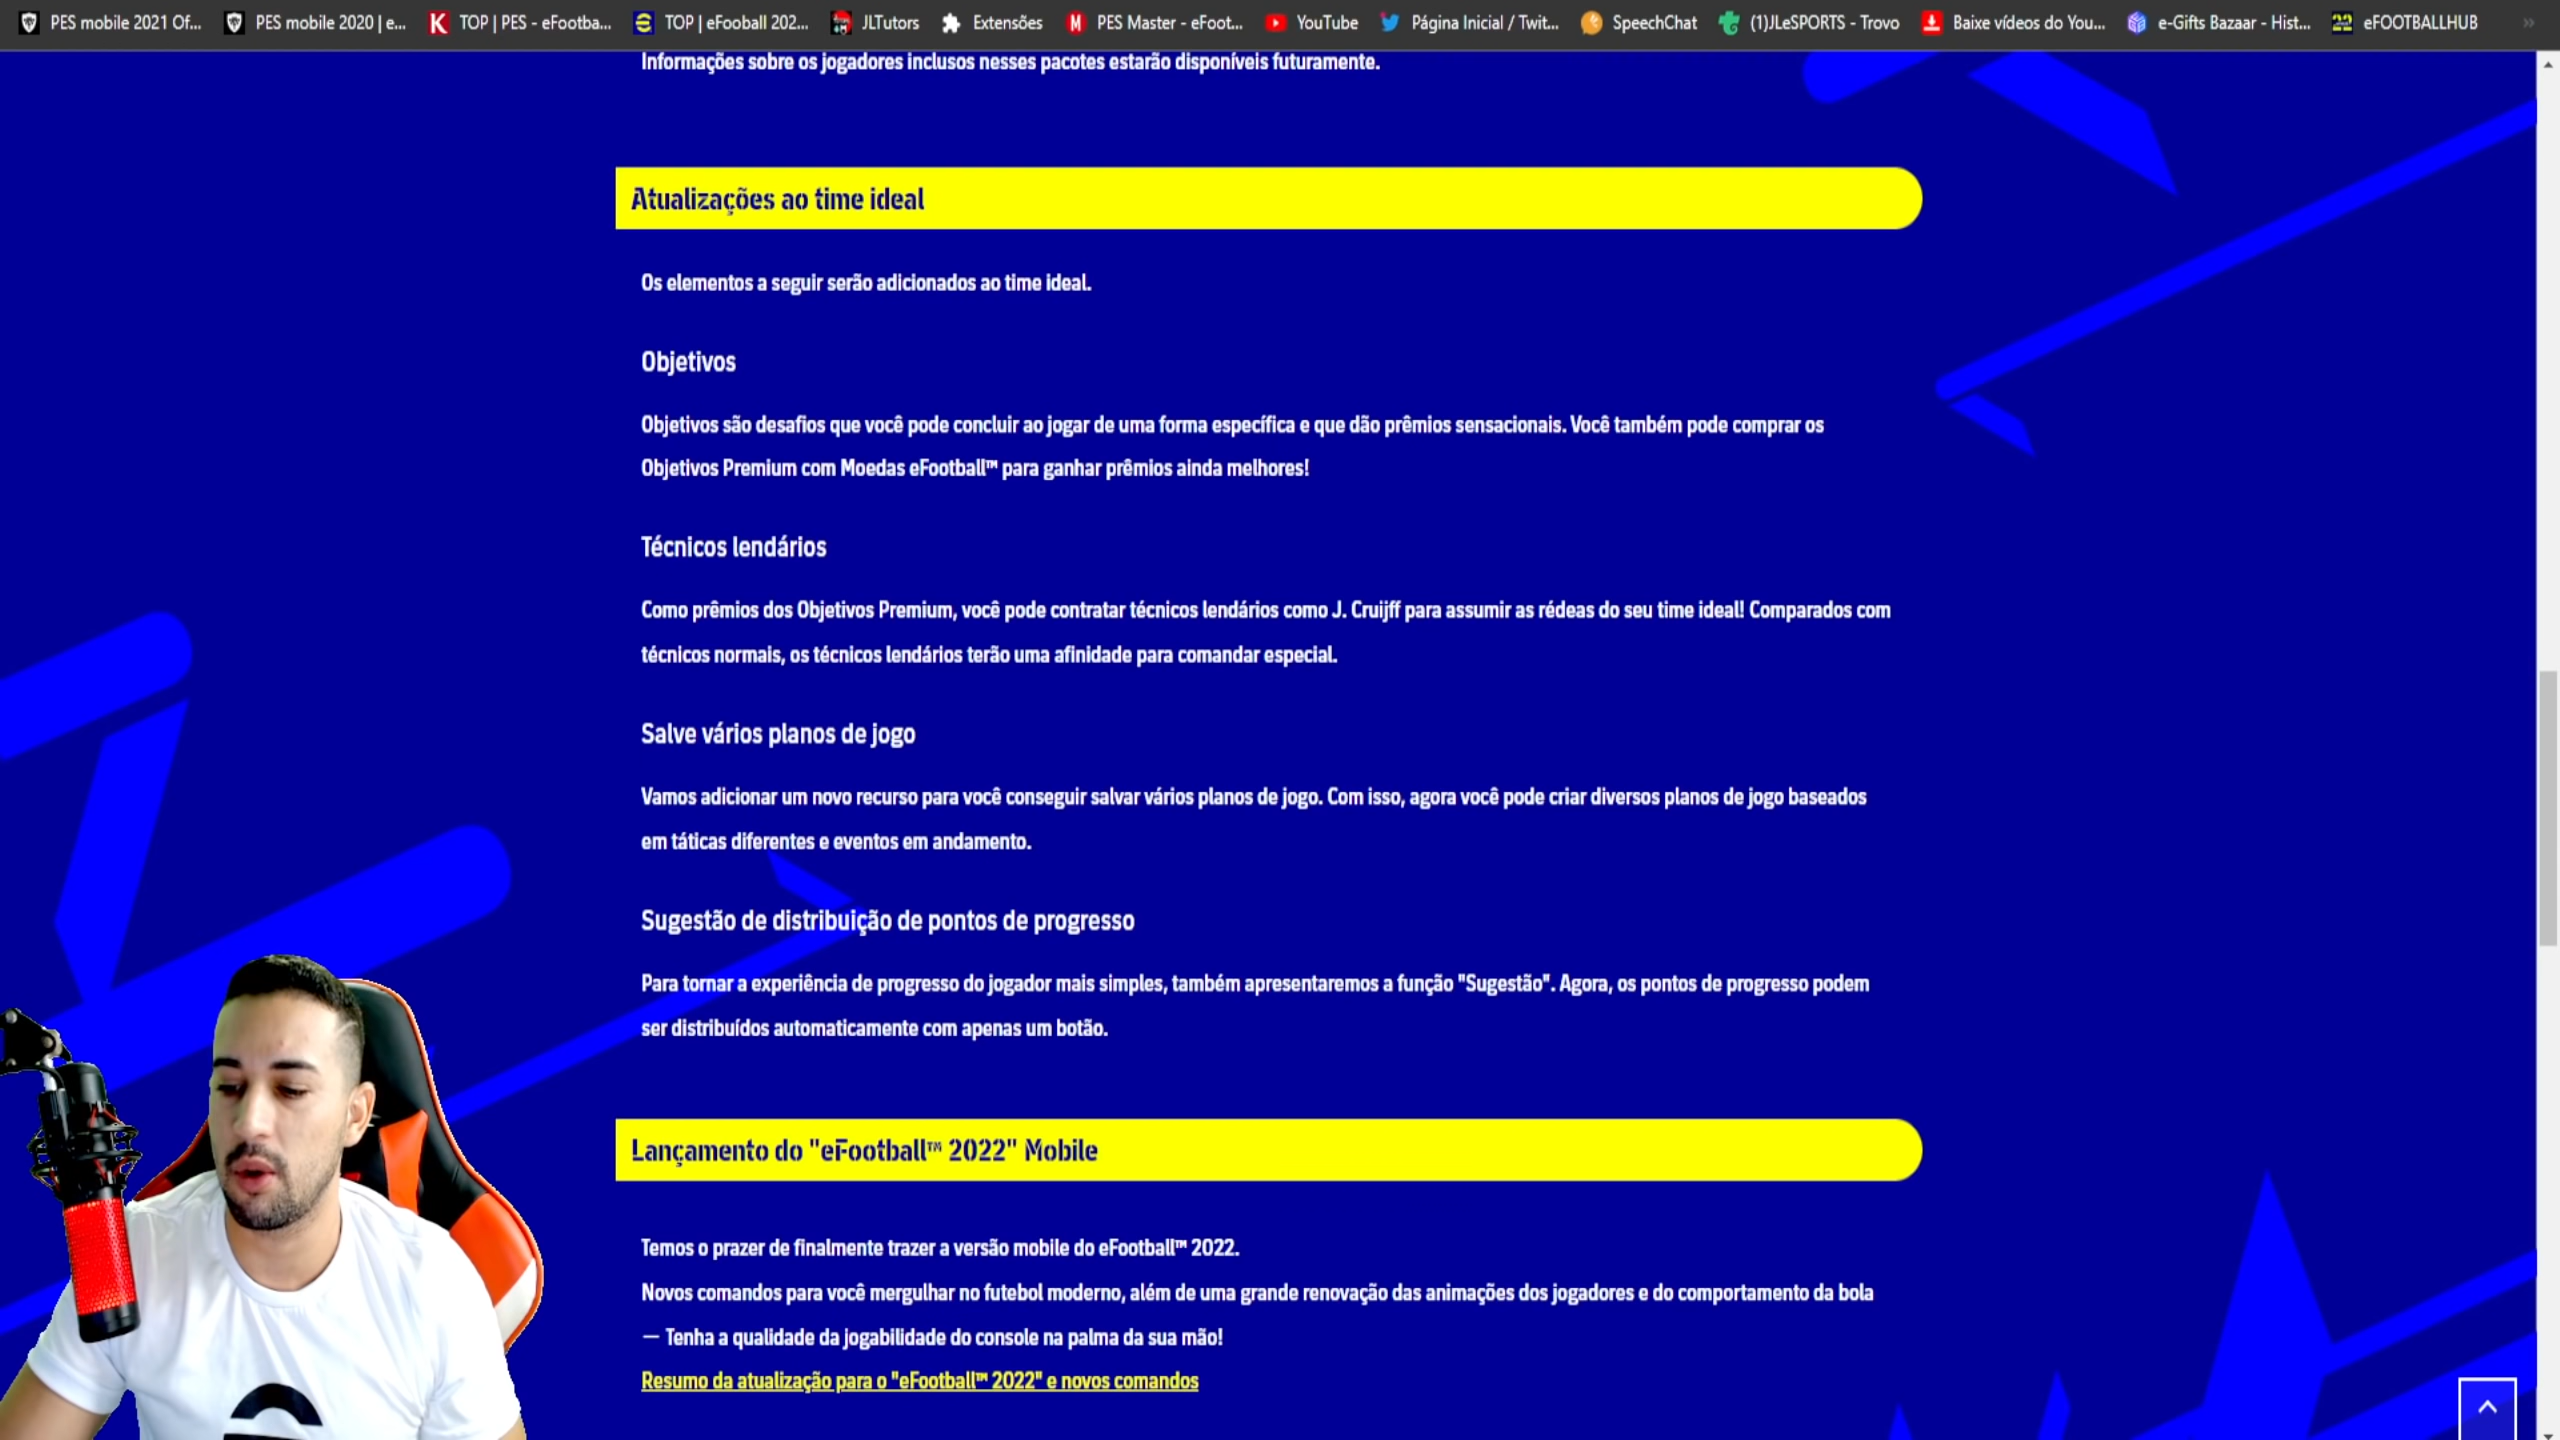 PES mobile 2021 Of... PES mobile 2020 | e... TOP | PES - eFootba... TOP | eFooball 202... JLTutors Extensões PES Master - eFoot... YouTube Página Inicial / Twit... SpeechChat (1)JLeSPORTS - Trovo Baixe vídeos do You... e-Gifts Bazaar - Hist... eFOOTBALLHUB »
Informações sobre os jogadores inclusos nesses pacotes estarão disponíveis futuramente.
Atualizações ao time ideal
Os elementos a seguir serão adicionados ao time ideal.
Objetivos
Objetivos são desafios que você pode concluir ao jogar de uma forma específica e que dão prêmios sensacionais. Você também pode comprar os
Objetivos Premium com Moedas eFootball™ para ganhar prêmios ainda melhores!
Técnicos lendários
Como prêmios dos Objetivos Premium, você pode contratar técnicos lendários como J. Cruijff para assumir as rédeas do seu time ideal! Comparados com
técnicos normais, os técnicos lendários terão uma afinidade para comandar especial.
Salve vários planos de jogo
Vamos adicionar um novo recurso para você conseguir salvar vários planos de jogo. Com isso, agora você pode criar diversos planos de jogo baseados
em táticas diferentes e eventos em andamento.
Sugestão de distribuição de pontos de progresso
Para tornar a experiência de progresso do jogador mais simples, também apresentaremos a função "Sugestão". Agora, os pontos de progresso podem
ser distribuídos automaticamente com apenas um botão.
Lançamento do "eFootball™ 2022" Mobile
Temos o prazer de finalmente trazer a versão mobile do eFootball™ 2022.
Novos comandos para você mergulhar no futebol moderno, além de uma grande renovação das animações dos jogadores e do comportamento da bola
— Tenha a qualidade da jogabilidade do console na palma da sua mão!
Resumo da atualização para o "eFootball™ 2022" e novos comandos